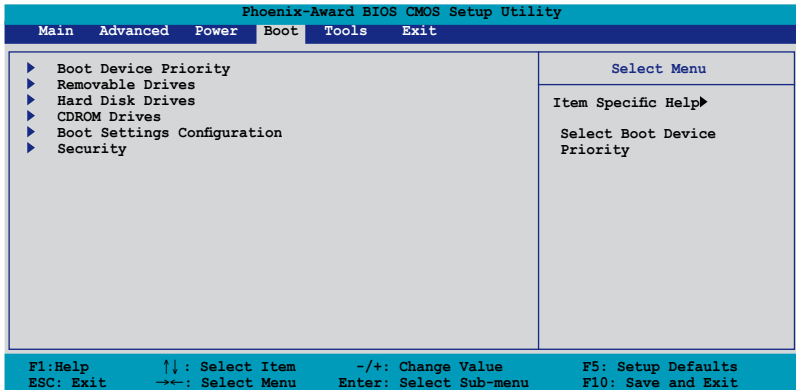 Phoenix-Award BIOS CMOS Setup Utility
Main Advanced Power Boot Tools Exit
Boot Device Priority
Removable Drives
Hard Disk Drives
CDROM Drives
Boot Settings Configuration
Security
Select Menu
Item Specific Help
Select Boot Device
Priority
F1:Help ↑↓ : Select Item -/+: Change Value F5: Setup Defaults
ESC: Exit →←: Select Menu Enter: Select Sub-menu F10: Save and Exit